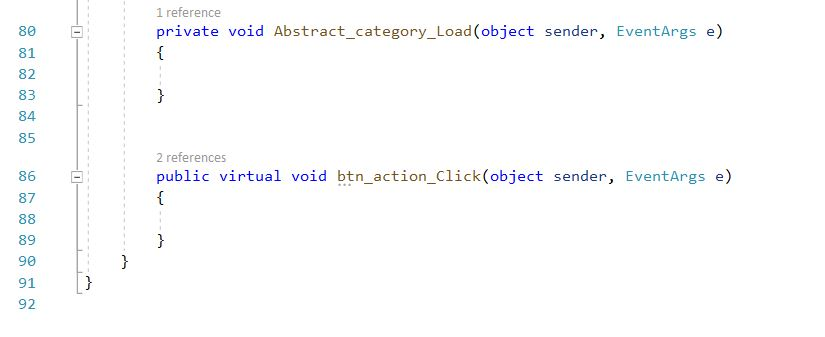 1 reference
80 private void Abstract_category_Load(object sender, EventArgs e)
81 {
82
83 }
84
85
2 references
86 public virtual void btn_action_Click(object sender, EventArgs e)
87 {
88
89 }
90 }
91 }
92